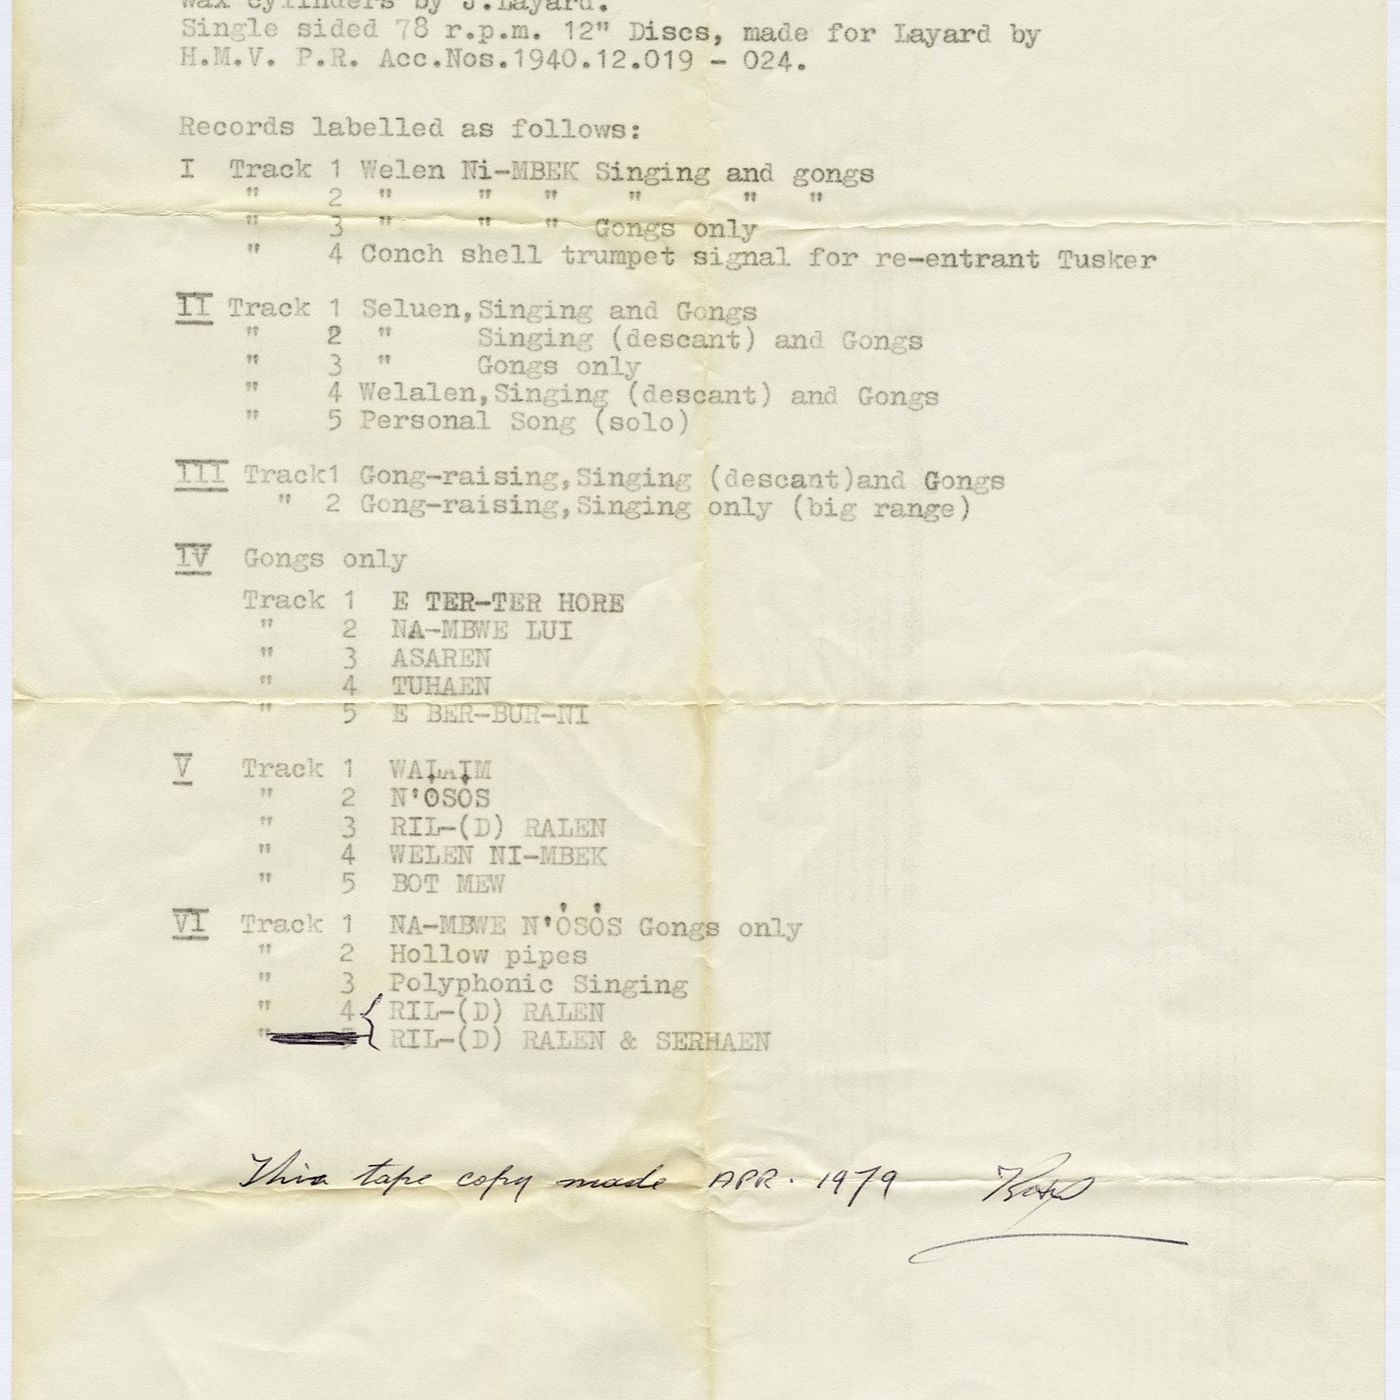 wax cylinders by J.Layard.
Single sided 78 r.p.m. 12" Discs, made for Layard by
H.M.V. P.R. Acc.Nos.1940.12.019 - 024.
Records labelled as follows:
I Track 1 Welen Ni-MBEK Singing and gongs
" 2 " " " " " "
" 3 " " " Gongs only
" 4 Conch shell trumpet signal for re-entrant Tusker
II Track 1 Seluen,Singing and Gongs
" 2 " Singing (descant) and Gongs
" 3 " Gongs only
" 4 Welalen,Singing (descant) and Gongs
" 5 Personal Song (solo)
III Track1 Gong-raising,Singing (descant)and Gongs
" 2 Gong-raising,Singing only (big range)
IV Gongs only
Track 1 E TER-TER HORE
" 2 NA-MBWE LUI
" 3 ASAREN
" 4 TUHAEN
" 5 E BER-BUR-NI
V Track 1 WALAIM
" 2 N'ȮSȮS
" 3 RIL-(D) RALEN
" 4 WELEN NI-MBEK
" 5 BOT MEW
VI Track 1 NA-MBWE N'ȮSȮS Gongs only
" 2 Hollow pipes
" 3 Polyphonic Singing
" 4 { RIL-(D) RALEN
" 5 RIL-(D) RALEN & SERHAEN
This tape copy made APR. 1979